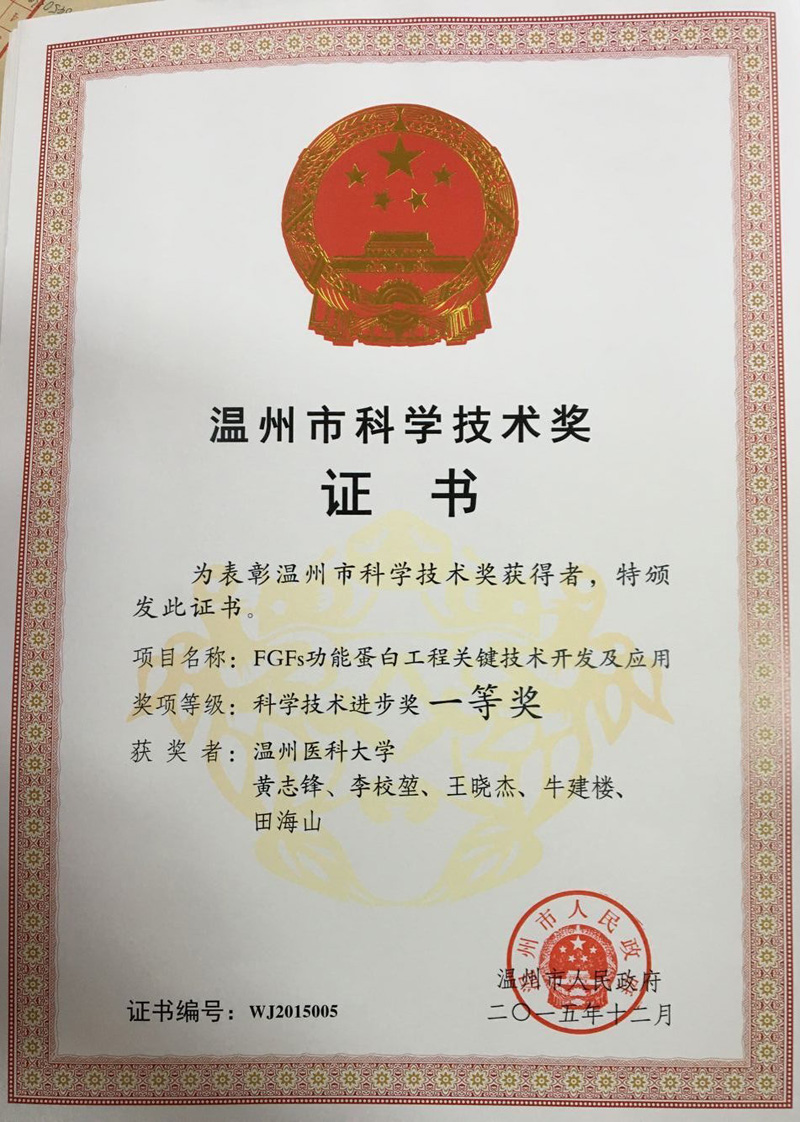 温州市科学技术奖
证 书
为表彰温州市科学技术奖获得者，特颁
发此证书。
项目名称：FGFs功能蛋白工程关键技术开发及应用
奖项等级：科学技术进步奖 一等奖
获 奖 者：温州医科大学
黄志锋、李校堃、王晓杰、牛建楼、
田海山
温州市人民政府
温州市人民政府
二〇一五年十二月
证书编号：WJ2015005